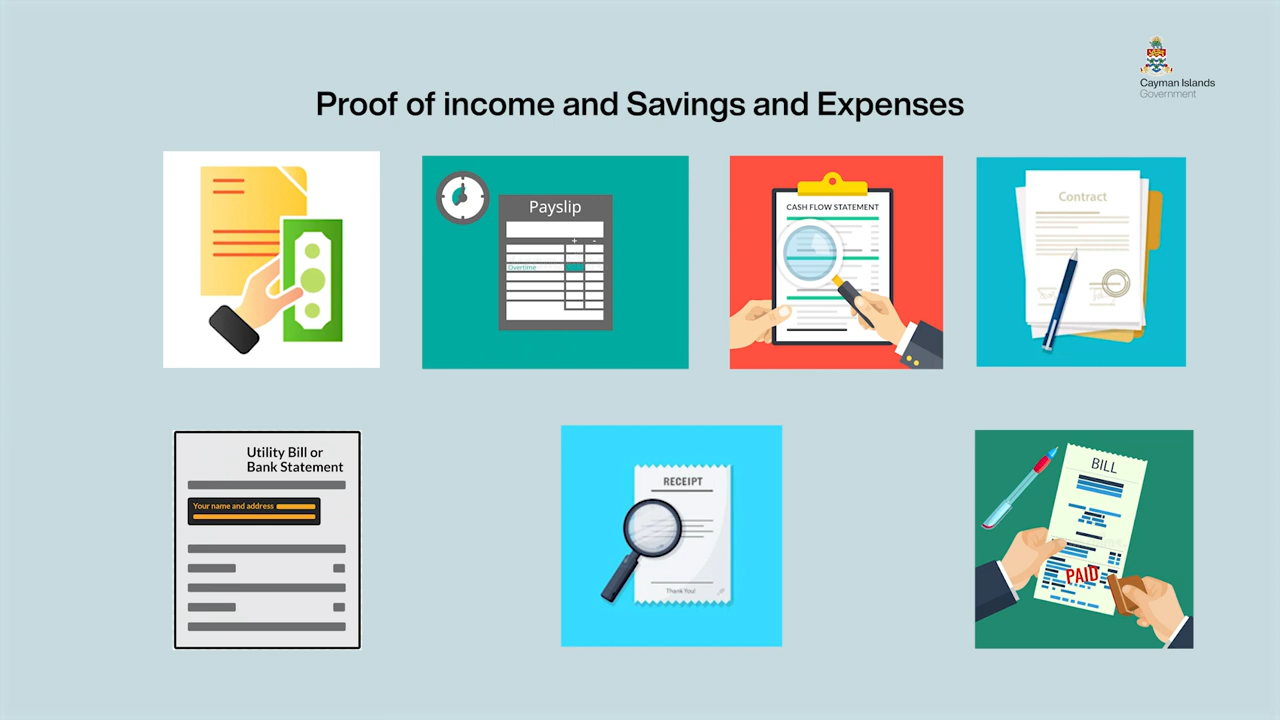 Cayman Islands
Government
Proof of income and Savings and Expenses
Payslip
+ -
Overtime
CASH FLOW STATEMENT
Contract
Utility Bill or
Bank Statement
Your name and address
RECEIPT
Thank You!
BILL
PAID